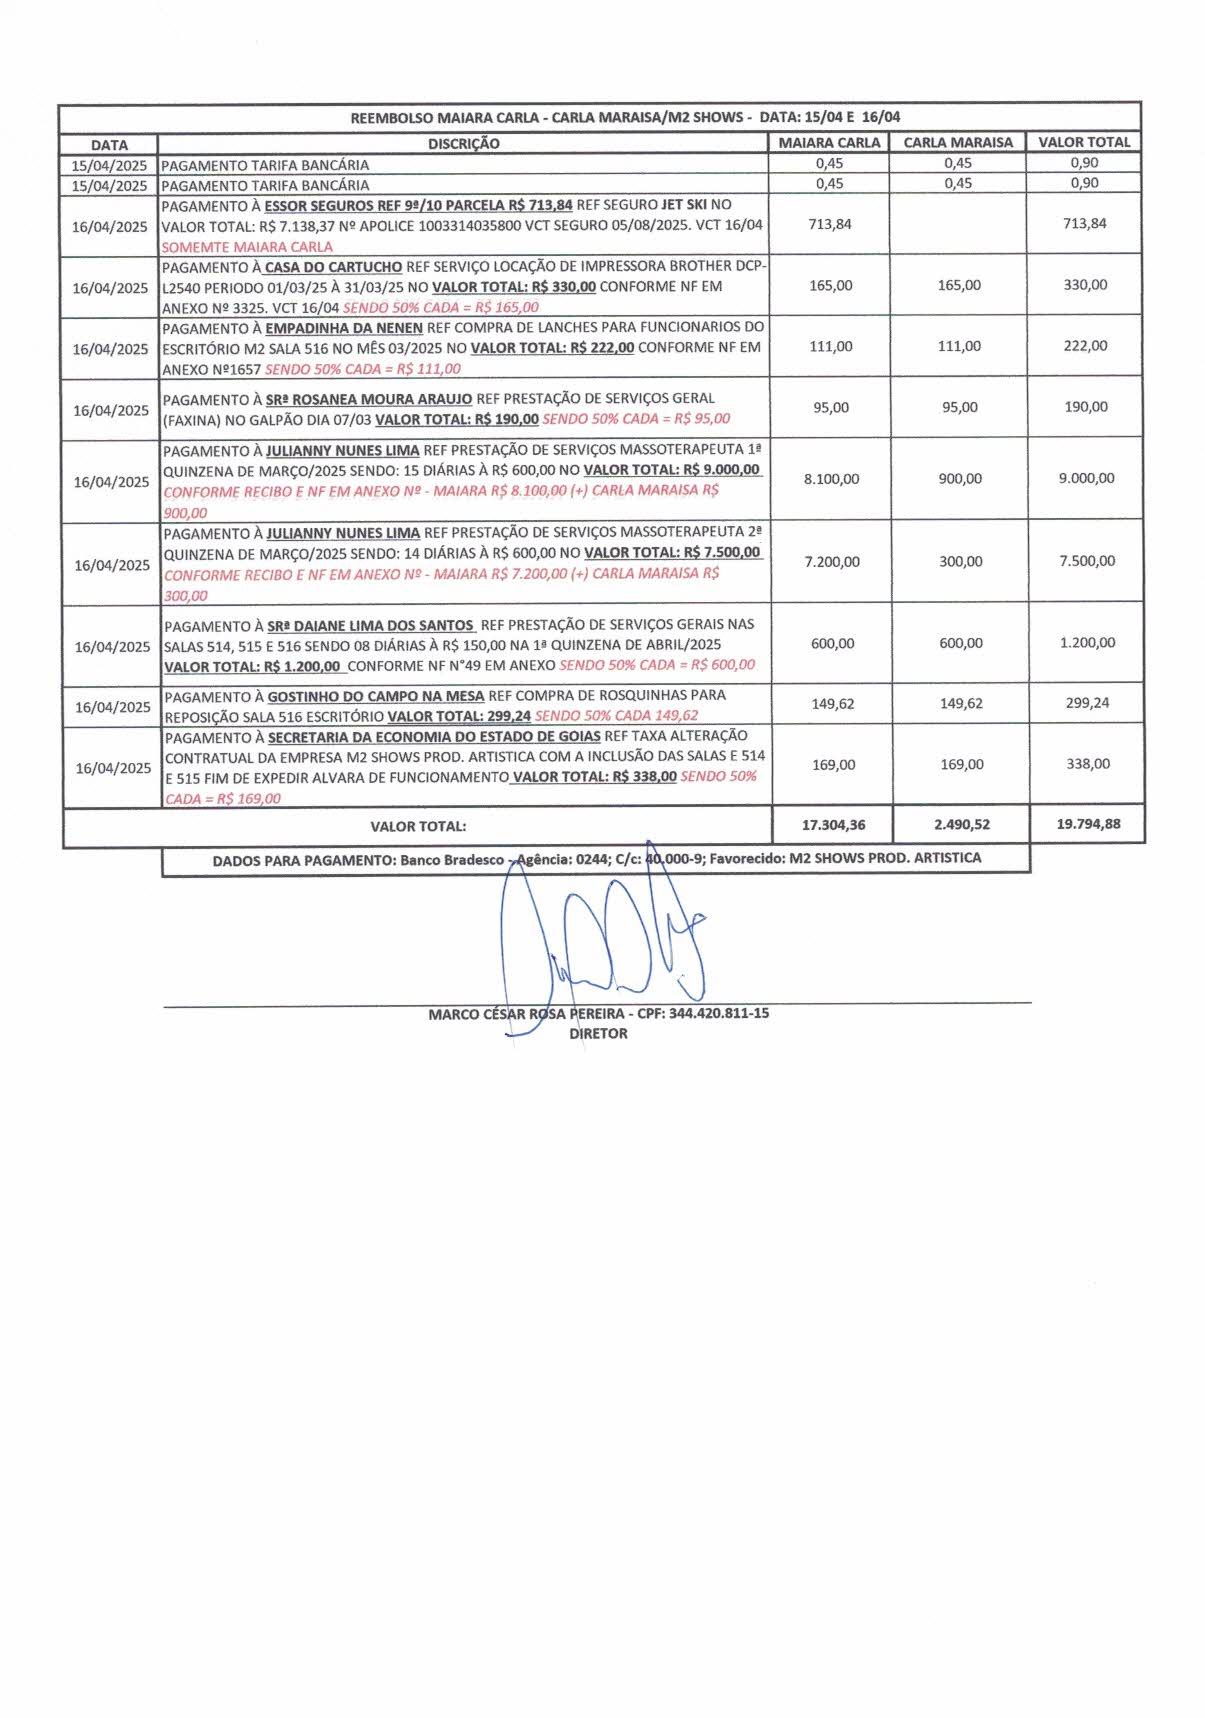 REEMBOLSO MAIARA CARLA - CARLA MARAISA/M2 SHOWS - DATA: 15/04 E 16/04
DATA DISCRIÇÃO MAIARA CARLA CARLA MARAISA VALOR TOTAL
15/04/2025 PAGAMENTO TARIFA BANCÁRIA 0,45 0,45 0,90
15/04/2025 PAGAMENTO TARIFA BANCÁRIA 0,45 0,45 0,90
PAGAMENTO À ESSOR SEGUROS REF 9ª/10 PARCELA R$ 713,84 REF SEGURO JET SKI NO
16/04/2025 VALOR TOTAL: R$ 7.138,37 Nº APOLICE 1003314035800 VCT SEGURO 05/08/2025. VCT 16/04 713,84 713,84
SOMEMTE MAIARA CARLA
PAGAMENTO À CASA DO CARTUCHO REF SERVIÇO LOCAÇÃO DE IMPRESSORA BROTHER DCP-
16/04/2025 L2540 PERIODO 01/03/25 À 31/03/25 NO VALOR TOTAL: R$ 330,00 CONFORME NF EM 165,00 165,00 330,00
ANEXO Nº 3325. VCT 16/04 SENDO 50% CADA = R$ 165,00
PAGAMENTO À EMPADINHA DA NENEN REF COMPRA DE LANCHES PARA FUNCIONARIOS DO
16/04/2025 ESCRITÓRIO M2 SALA 516 NO MÊS 03/2025 NO VALOR TOTAL: R$ 222,00 CONFORME NF EM 111,00 111,00 222,00
ANEXO Nº1657 SENDO 50% CADA = R$ 111,00
PAGAMENTO À SRª ROSANEA MOURA ARAUJO REF PRESTAÇÃO DE SERVIÇOS GERAL
16/04/2025 (FAXINA) NO GALPÃO DIA 07/03 VALOR TOTAL: R$ 190,00 SENDO 50% CADA = R$ 95,00 95,00 95,00 190,00
PAGAMENTO À JULIANNY NUNES LIMA REF PRESTAÇÃO DE SERVIÇOS MASSOTERAPEUTA 1ª
16/04/2025 QUINZENA DE MARÇO/2025 SENDO: 15 DIÁRIAS À R$ 600,00 NO VALOR TOTAL: R$ 9.000,00 8.100,00 900,00 9.000,00
CONFORME RECIBO E NF EM ANEXO Nº - MAIARA R$ 8.100,00 (+) CARLA MARAISA R$
900,00
PAGAMENTO À JULIANNY NUNES LIMA REF PRESTAÇÃO DE SERVIÇOS MASSOTERAPEUTA 2ª
16/04/2025 QUINZENA DE MARÇO/2025 SENDO: 14 DIÁRIAS À R$ 600,00 NO VALOR TOTAL: R$ 7.500,00 7.200,00 300,00 7.500,00
CONFORME RECIBO E NF EM ANEXO Nº - MAIARA R$ 7.200,00 (+) CARLA MARAISA R$
300,00
PAGAMENTO À SRª DAIANE LIMA DOS SANTOS REF PRESTAÇÃO DE SERVIÇOS GERAIS NAS
16/04/2025 SALAS 514, 515 E 516 SENDO 08 DIÁRIAS À R$ 150,00 NA 1ª QUINZENA DE ABRIL/2025 600,00 600,00 1.200,00
VALOR TOTAL: R$ 1.200,00 CONFORME NF N°49 EM ANEXO SENDO 50% CADA = R$ 600,00
PAGAMENTO À GOSTINHO DO CAMPO NA MESA REF COMPRA DE ROSQUINHAS PARA
16/04/2025 REPOSIÇÃO SALA 516 ESCRITÓRIO VALOR TOTAL: 299,24 SENDO 50% CADA 149,62 149,62 149,62 299,24
PAGAMENTO À SECRETARIA DA ECONOMIA DO ESTADO DE GOIAS REF TAXA ALTERAÇÃO
16/04/2025 CONTRATUAL DA EMPRESA M2 SHOWS PROD. ARTISTICA COM A INCLUSÃO DAS SALAS E 514 169,00 169,00 338,00
E 515 FIM DE EXPEDIR ALVARA DE FUNCIONAMENTO VALOR TOTAL: R$ 338,00 SENDO 50%
CADA = R$ 169,00
VALOR TOTAL: 17.304,36 2.490,52 19.794,88
DADOS PARA PAGAMENTO: Banco Bradesco - Agência: 0244; C/c: 40.000-9; Favorecido: M2 SHOWS PROD. ARTISTICA
MARCO CÉSAR ROSA PEREIRA - CPF: 344.420.811-15
DIRETOR